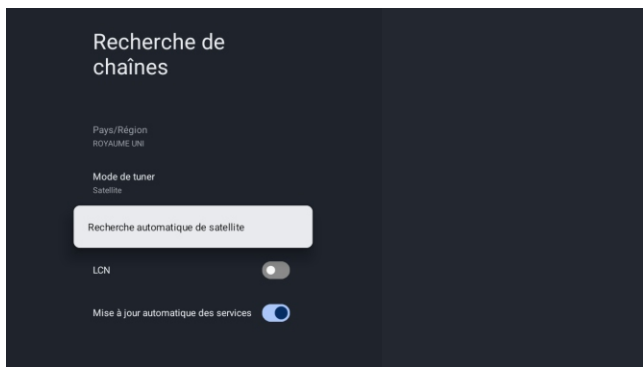 Recherche de
chaînes
Pays/Région
ROYAUME UNI
Mode de tuner
Satellite
Recherche automatique de satellite
LCN
Mise à jour automatique des services